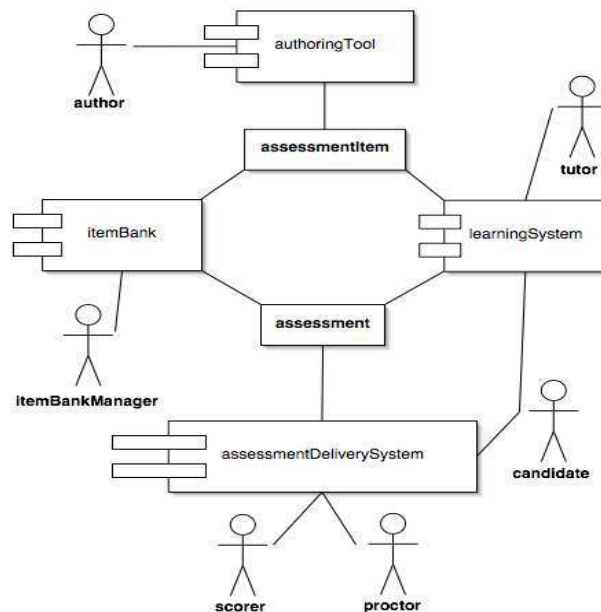 authoringTool
author
assessmentItem
tutor
itemBank
learningSystem
assessment
itemBankManager
assessmentDeliverySystem
candidate
scorer
proctor